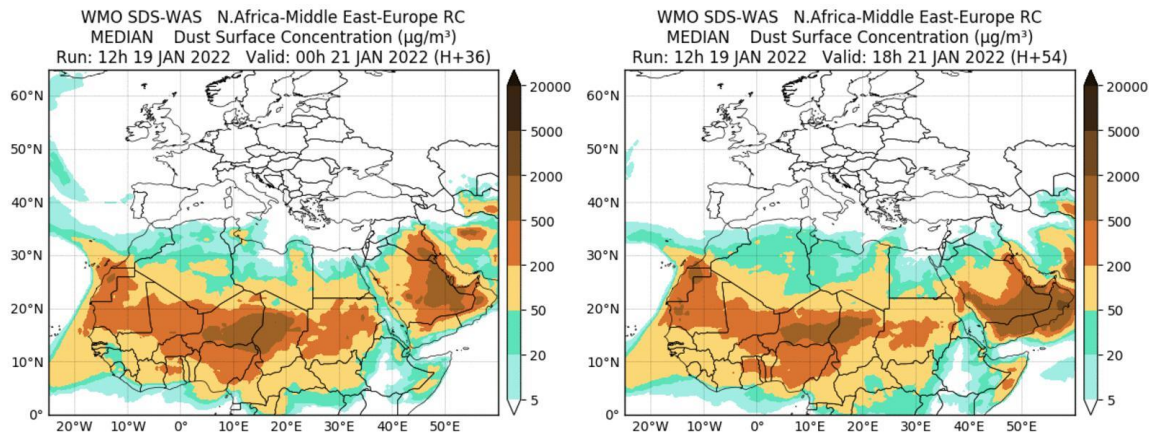 WMO SDS-WAS N.Africa-Middle East-Europe RC
MEDIAN Dust Surface Concentration (µg/m³)
Run: 12h 19 JAN 2022 Valid: 00h 21 JAN 2022 (H+36)
60°N
50°N
40°N
30°N
20°N
10°N
0°
20°W
10°W
0°
10°E
20°E
30°E
40°E
50°E
20000
5000
2000
500
200
50
20
5
WMO SDS-WAS N.Africa-Middle East-Europe RC
MEDIAN Dust Surface Concentration (µg/m³)
Run: 12h 19 JAN 2022 Valid: 18h 21 JAN 2022 (H+54)
60°N
50°N
40°N
30°N
20°N
10°N
0°
20°W
10°W
0°
10°E
20°E
30°E
40°E
50°E
20000
5000
2000
500
200
50
20
5